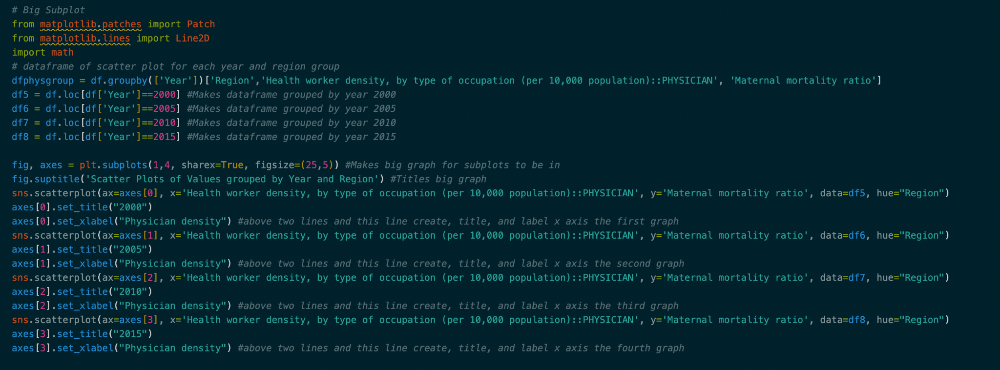 # Big Subplot
from matplotlib.patches import Patch
from matplotlib.lines import Line2D
import math
# dataframe of scatter plot for each year and region group
dfphysgroup = df.groupby(['Year'])['Region','Health worker density, by type of occupation (per 10,000 population)::PHYSICIAN', 'Maternal mortality ratio']
df5 = df.loc[df['Year']==2000] #Makes dataframe grouped by year 2000
df6 = df.loc[df['Year']==2005] #Makes dataframe grouped by year 2005
df7 = df.loc[df['Year']==2010] #Makes dataframe grouped by year 2010
df8 = df.loc[df['Year']==2015] #Makes dataframe grouped by year 2015
fig, axes = plt.subplots(1,4, sharex=True, figsize=(25,5)) #Makes big graph for subplots to be in
fig.suptitle('Scatter Plots of Values grouped by Year and Region') #Titles big graph
sns.scatterplot(ax=axes[0], x='Health worker density, by type of occupation (per 10,000 population)::PHYSICIAN', y='Maternal mortality ratio', data=df5, hue="Region")
axes[0].set_title("2000")
axes[0].set_xlabel("Physician density") #above two lines and this line create, title, and label x axis the first graph
sns.scatterplot(ax=axes[1], x='Health worker density, by type of occupation (per 10,000 population)::PHYSICIAN', y='Maternal mortality ratio', data=df6, hue="Region")
axes[1].set_title("2005")
axes[1].set_xlabel("Physician density") #above two lines and this line create, title, and label x axis the second graph
sns.scatterplot(ax=axes[2], x='Health worker density, by type of occupation (per 10,000 population)::PHYSICIAN', y='Maternal mortality ratio', data=df7, hue="Region")
axes[2].set_title("2010")
axes[2].set_xlabel("Physician density") #above two lines and this line create, title, and label x axis the third graph
sns.scatterplot(ax=axes[3], x='Health worker density, by type of occupation (per 10,000 population)::PHYSICIAN', y='Maternal mortality ratio', data=df8, hue="Region")
axes[3].set_title("2015")
axes[3].set_xlabel("Physician density") #above two lines and this line create, title, and label x axis the fourth graph